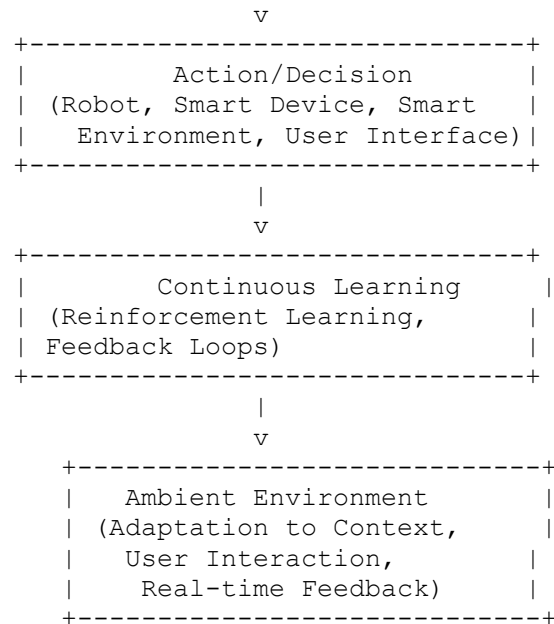 v
+-------------------------------+
|         Action/Decision       |
| (Robot, Smart Device, Smart   |
|   Environment, User Interface)|
+-------------------------------+
               |
               v
+-------------------------------+
|        Continuous Learning     |
| (Reinforcement Learning,      |
| Feedback Loops)               |
+-------------------------------+
               |
               v
   +-----------------------------+
   |   Ambient Environment       |
   | (Adaptation to Context,     |
   |   User Interaction,        |
   |    Real-time Feedback)     |
   +-----------------------------+